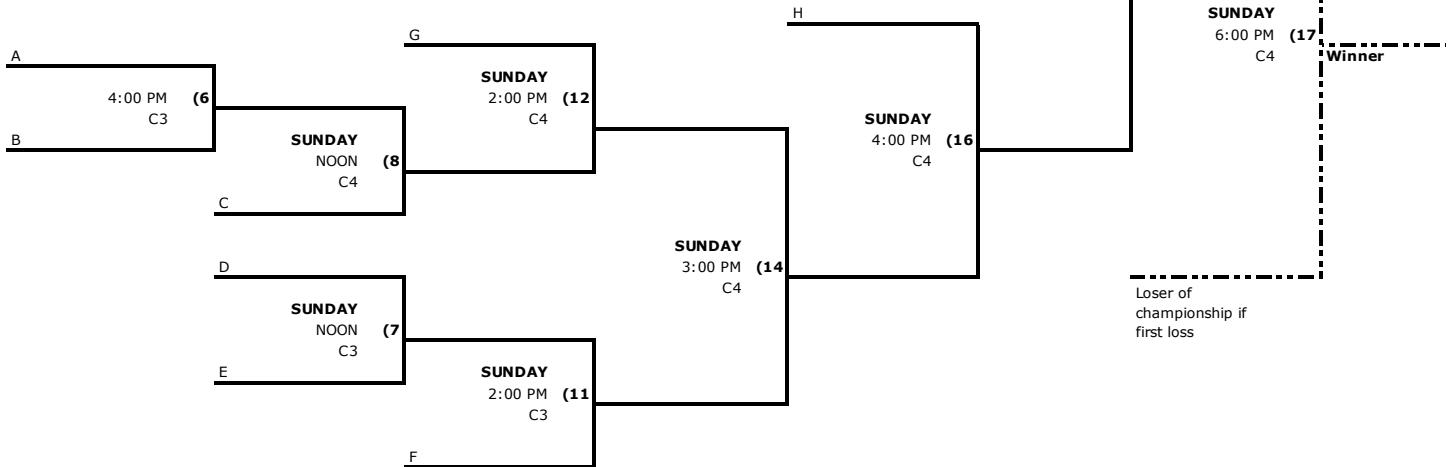 H
SUNDAY
6:00 PM (17
C4
Winner
G
A
SUNDAY
2:00 PM (12
C4
4:00 PM (6
C3
B
SUNDAY
NOON (8
C4
SUNDAY
4:00 PM (16
C4
C
D
SUNDAY
3:00 PM (14
C4
SUNDAY
NOON (7
C3
E
SUNDAY
2:00 PM (11
C3
F
Loser of
championship if
first loss